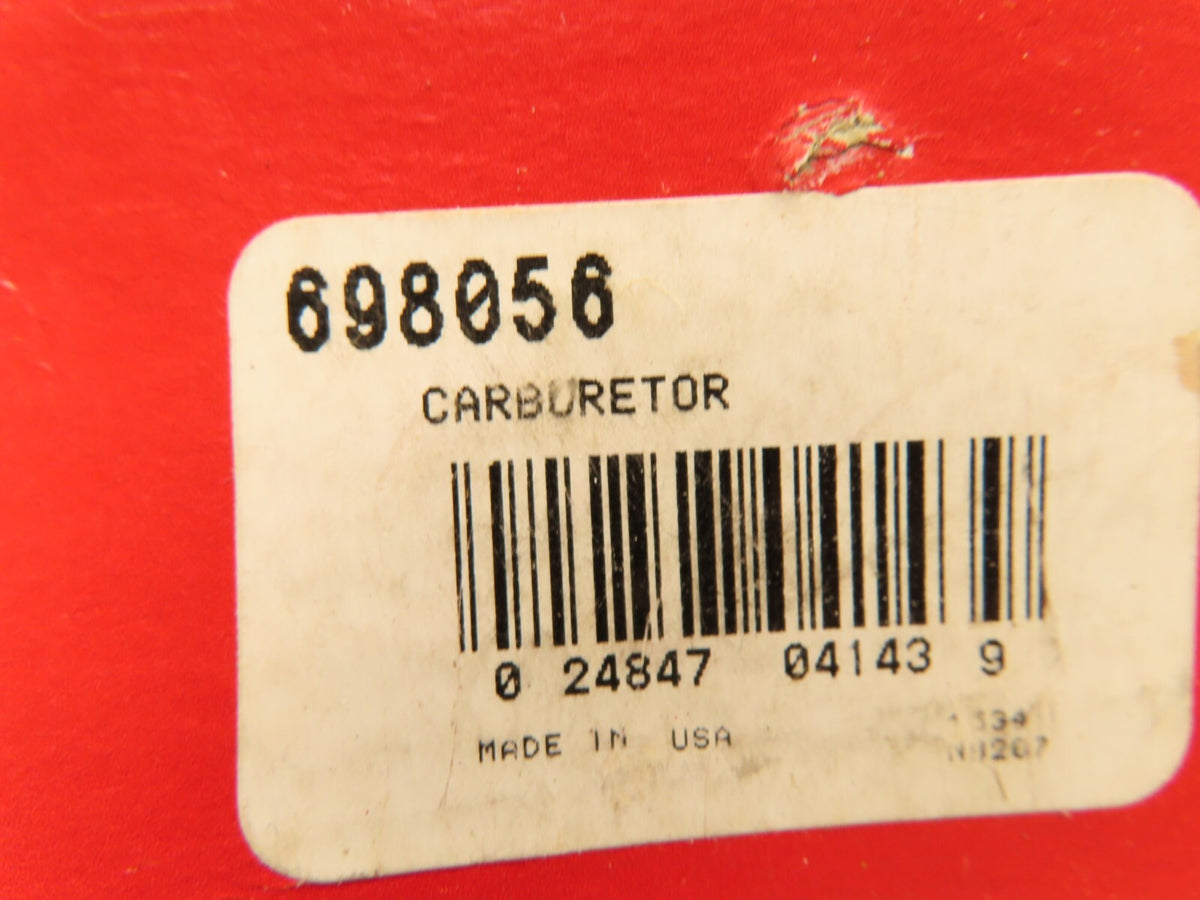 698056
CARBURETOR
0 24847 04143 9
MADE IN USA